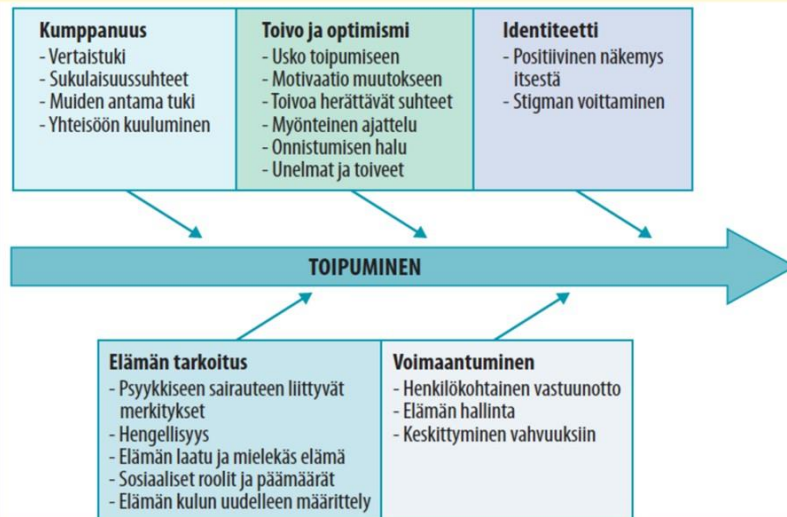 Kumppanuus
- Vertaistuki
- Sukulaisuussuhteet
- Muiden antama tuki
- Yhteisöön kuuluminen
Toivo ja optimismi
- Usko toipumiseen
- Motivaatio muutokseen
- Toivoa herättävät suhteet
- Myönteinen ajattelu
- Onnistumisen halu
- Unelmat ja toiveet
Identiteetti
- Positiivinen näkemys
itsestä
- Stigman voittaminen
TOIPUMINEN
Elämän tarkoitus
- Psyykkiseen sairauteen liittyvät
merkitykset
- Hengellisyys
- Elämän laatu ja mielekäs elämä
- Sosiaaliset roolit ja päämäärät
- Elämän kulun uudelleen määrittely
Voimaantuminen
- Henkilökohtainen vastuunotto
- Elämän hallinta
- Keskittyminen vahvuuksiin